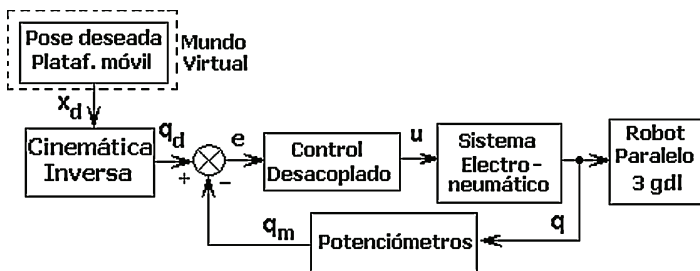 Pose deseada
Plataf. móvil
Mundo
Virtual
x_d
Cinemática
Inversa
q_d
+
−
e
Control
Desacoplado
u
Sistema
Electro-
neumático
Robot
Paralelo
3 gdl
q
Potenciómetros
q_m